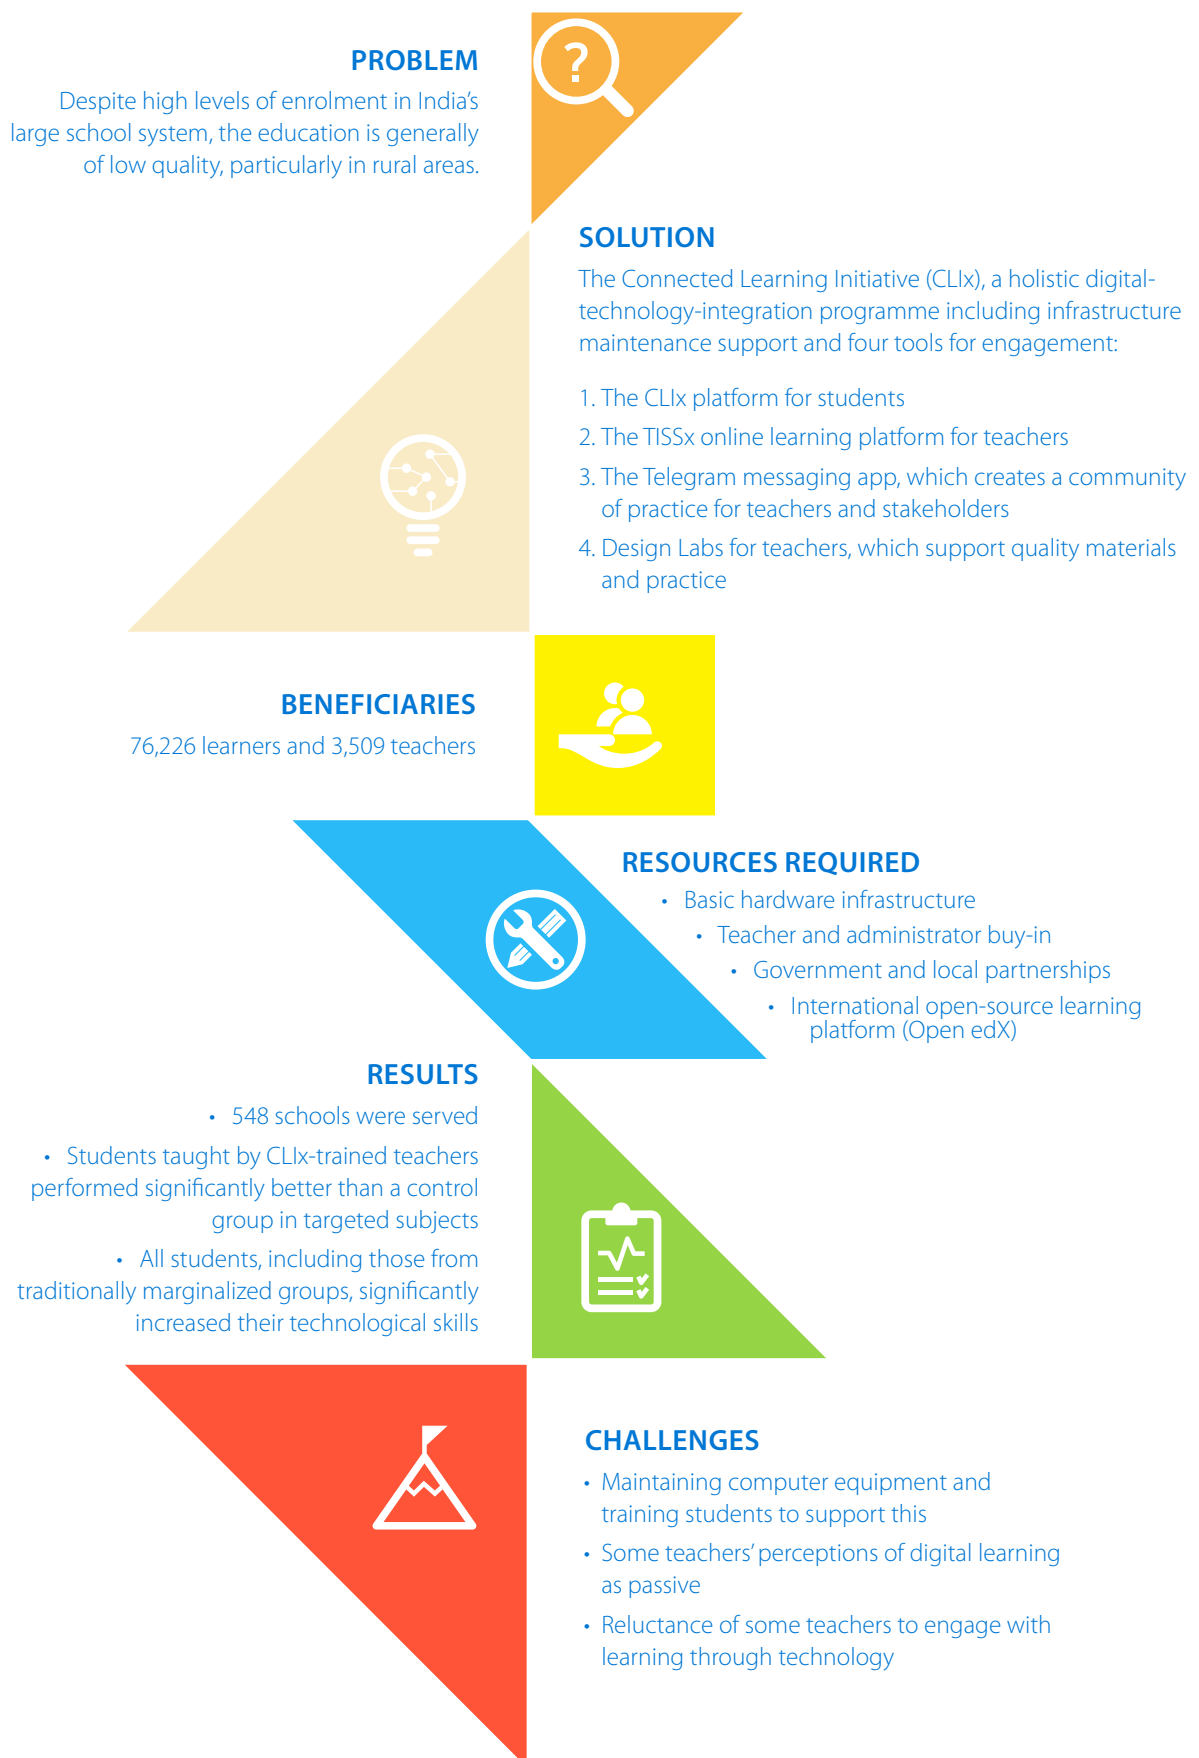 ?
PROBLEM
Despite high levels of enrolment in India’s
large school system, the education is generally
of low quality, particularly in rural areas.
SOLUTION
The Connected Learning Initiative (CLIx), a holistic digital-
technology-integration programme including infrastructure
maintenance support and four tools for engagement:
1. The CLIx platform for students
2. The TISSx online learning platform for teachers
3. The Telegram messaging app, which creates a community
of practice for teachers and stakeholders
4. Design Labs for teachers, which support quality materials
and practice
BENEFICIARIES
76,226 learners and 3,509 teachers
RESOURCES REQUIRED
• Basic hardware infrastructure
• Teacher and administrator buy-in
• Government and local partnerships
• International open-source learning
platform (Open edX)
RESULTS
• 548 schools were served
• Students taught by CLIx-trained teachers
performed significantly better than a control
group in targeted subjects
• All students, including those from
traditionally marginalized groups, significantly
increased their technological skills
CHALLENGES
• Maintaining computer equipment and
training students to support this
• Some teachers’ perceptions of digital learning
as passive
• Reluctance of some teachers to engage with
learning through technology